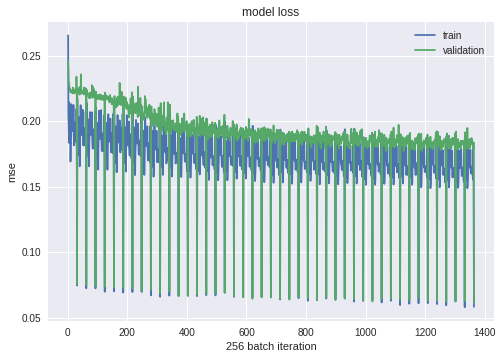 model loss
train
validation
mse
0.25
0.20
0.15
0.10
0.05
0 200 400 600 800 1000 1200 1400
256 batch iteration